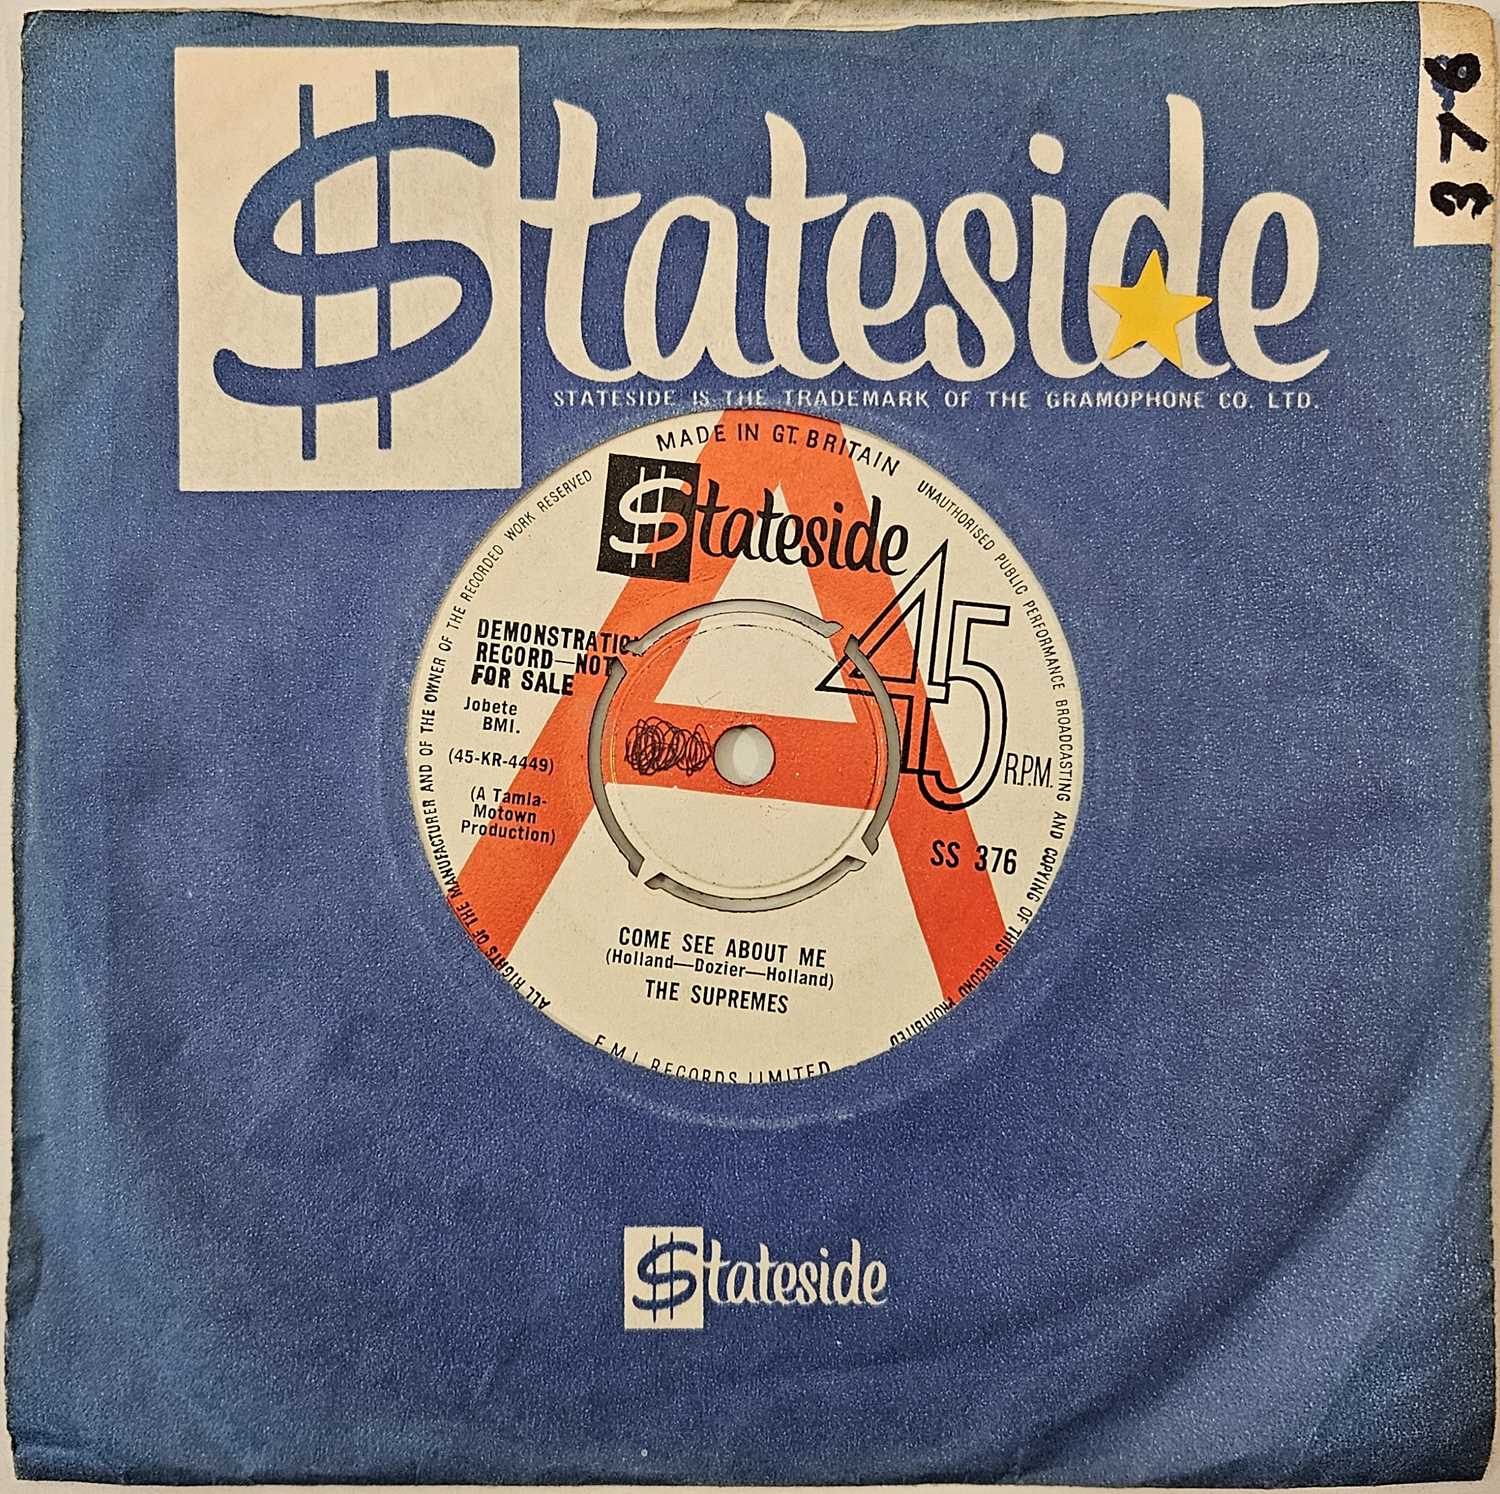 376
Stateside
STATESIDE IS THE TRADEMARK OF THE GRAMOPHONE CO. LTD.
MADE IN GT. BRITAIN
ALL RIGHTS OF THE MANUFACTURER AND OF THE OWNER OF THE RECORDED WORK RESERVED
UNAUTHORISED PUBLIC PERFORMANCE BROADCASTING AND COPYING OF THIS RECORD PROHIBITED
Stateside
A
45
R.P.M.
DEMONSTRATION
RECORD—NOT
FOR SALE
Jobete
BMI.
(45-KR-4449)
(A Tamla-
Motown
Production)
SS 376
COME SEE ABOUT ME
(Holland—Dozier—Holland)
THE SUPREMES
E.M.I. RECORDS LIMITED
Stateside